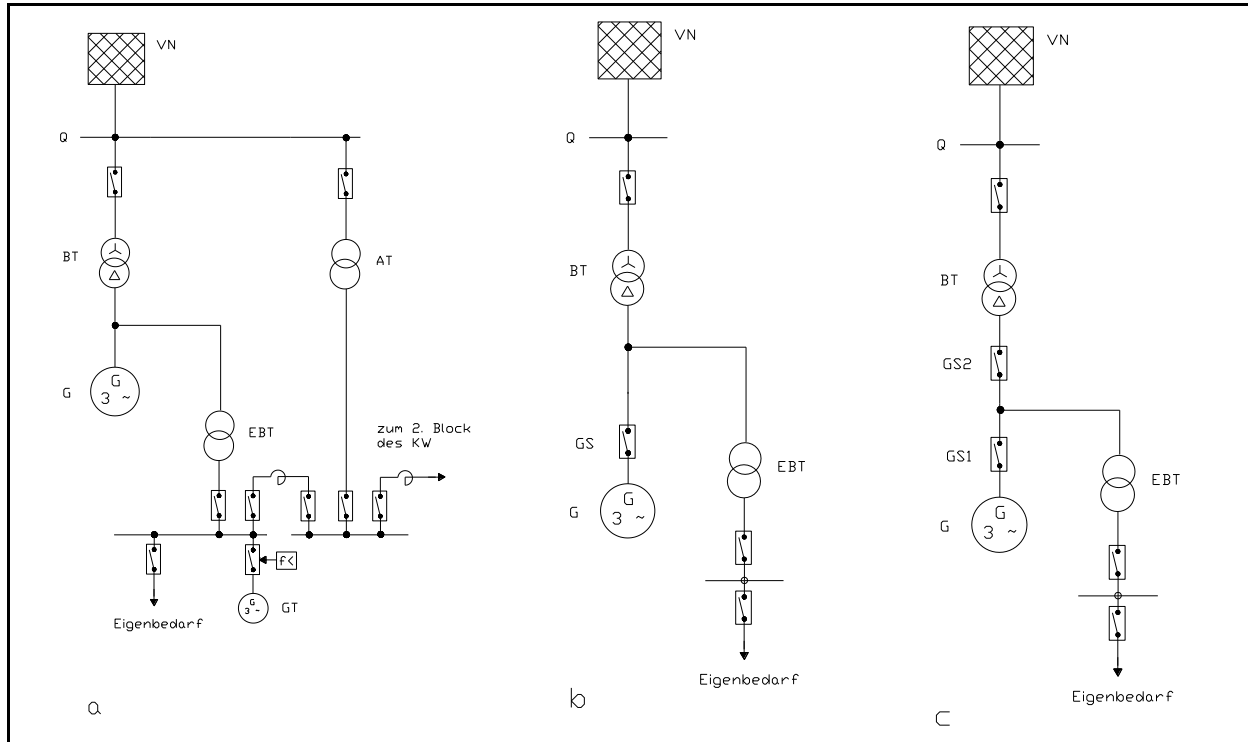 VN
Q
BT
AT
G
3 ~
G
EBT
zum 2. Block
des KW
f<
G
3 ~
GT
Eigenbedarf
a
VN
Q
BT
GS
EBT
G
3 ~
G
Eigenbedarf
b
VN
Q
BT
GS2
GS1
EBT
G
3 ~
G
Eigenbedarf
c